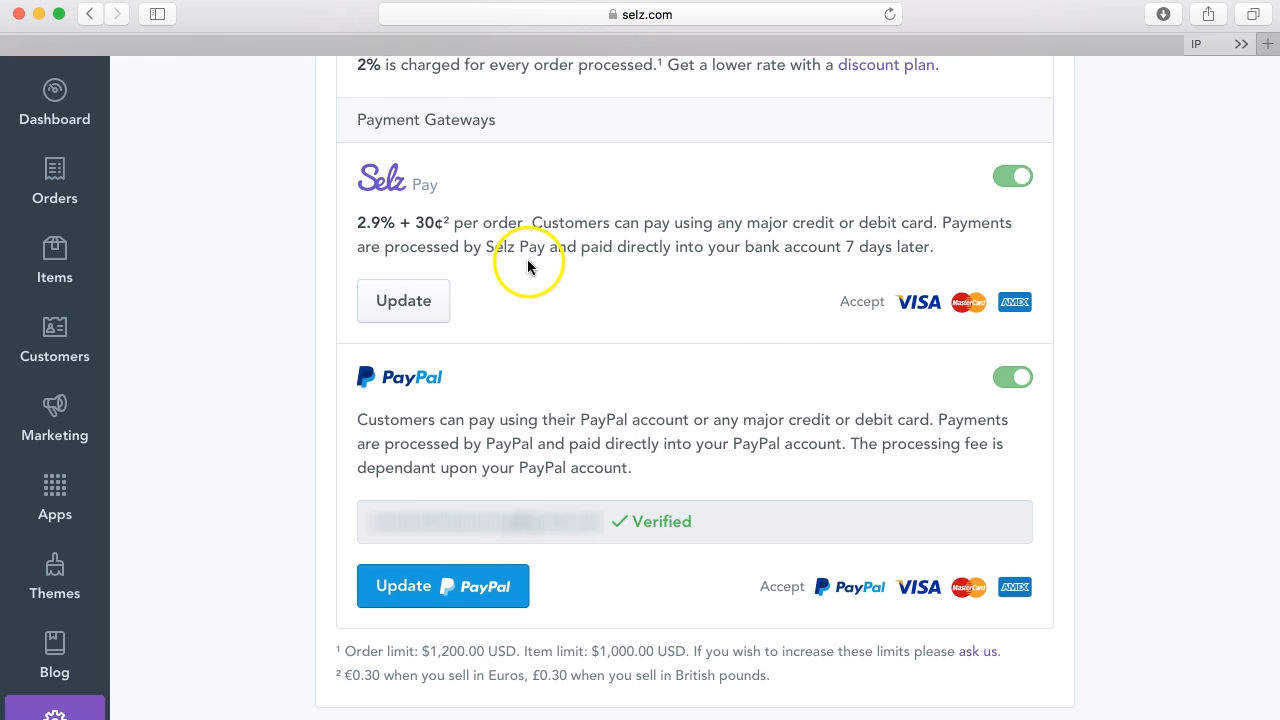 selz.com
IP
2% is charged for every order processed.¹ Get a lower rate with a discount plan.
Dashboard
Orders
Items
Customers
Marketing
Apps
Themes
Blog
Payment Gateways
Selz Pay
2.9% + 30¢² per order. Customers can pay using any major credit or debit card. Payments
are processed by Selz Pay and paid directly into your bank account 7 days later.
Update
Accept VISA MasterCard AMEX
PayPal
Customers can pay using their PayPal account or any major credit or debit card. Payments
are processed by PayPal and paid directly into your PayPal account. The processing fee is
dependant upon your PayPal account.
Verified
Update PayPal
Accept PayPal VISA MasterCard AMEX
¹ Order limit: $1,200.00 USD. Item limit: $1,000.00 USD. If you wish to increase these limits please ask us.
² €0.30 when you sell in Euros, £0.30 when you sell in British pounds.